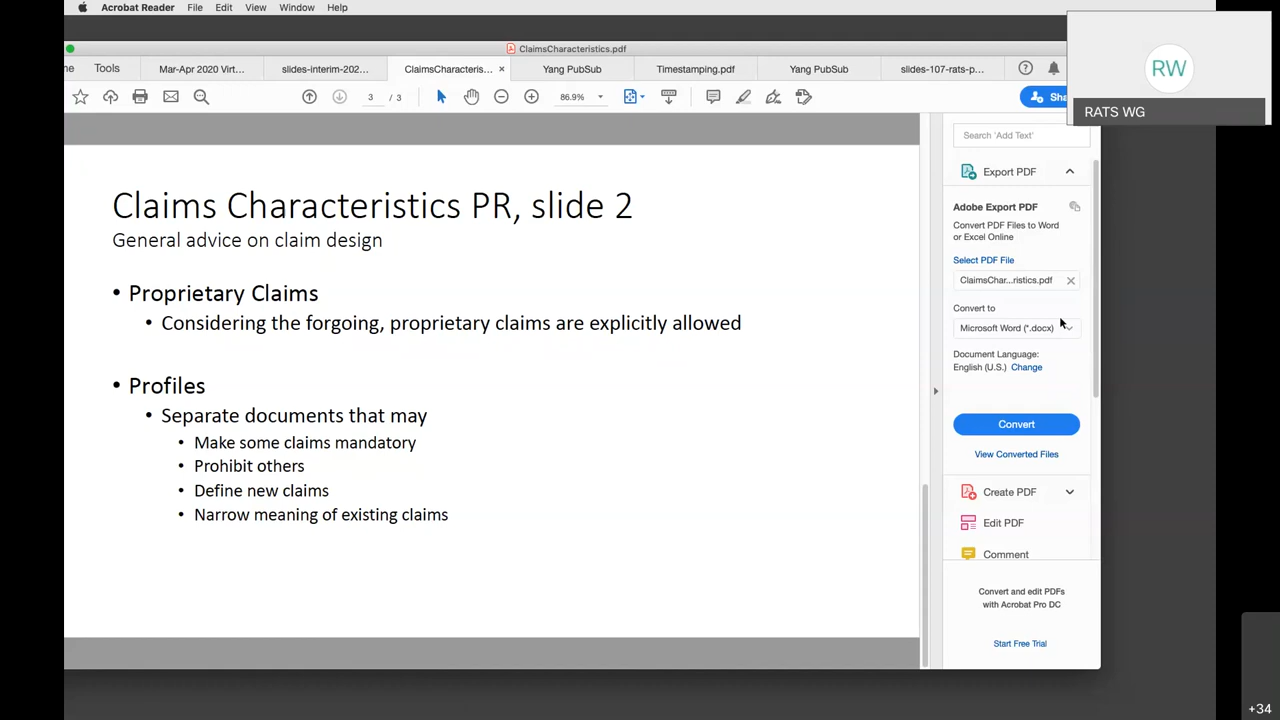 Acrobat Reader File Edit View Window Help
ClaimsCharacteristics.pdf
me Tools Mar-Apr 2020 Virt... slides-interim-202... ClaimsCharacteris... × Yang PubSub Timestamping.pdf Yang PubSub slides-107-rats-p...
3 / 3 86.9% Sha
RW
RATS WG
Claims Characteristics PR, slide 2
General advice on claim design
• Proprietary Claims
• Considering the forgoing, proprietary claims are explicitly allowed
• Profiles
• Separate documents that may
• Make some claims mandatory
• Prohibit others
• Define new claims
• Narrow meaning of existing claims
Search 'Add Text'
Export PDF
Adobe Export PDF
Convert PDF Files to Word
or Excel Online
Select PDF File
ClaimsChar...ristics.pdf
Convert to
Microsoft Word (*.docx)
Document Language:
English (U.S.) Change
Convert
View Converted Files
Create PDF
Edit PDF
Comment
Convert and edit PDFs
with Acrobat Pro DC
Start Free Trial
+34